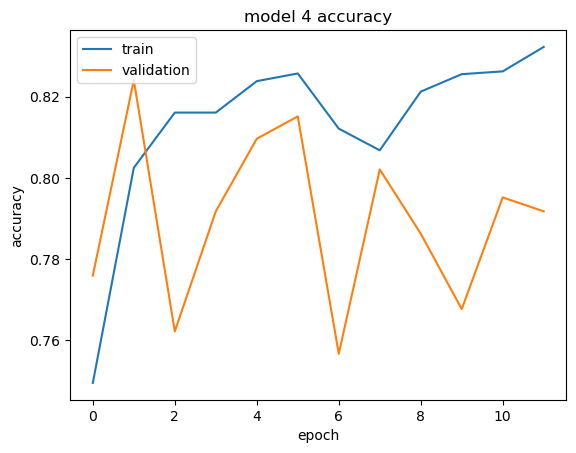 model 4 accuracy
train
validation
0.82
0.80
0.78
0.76
accuracy
0
2
4
6
8
10
epoch